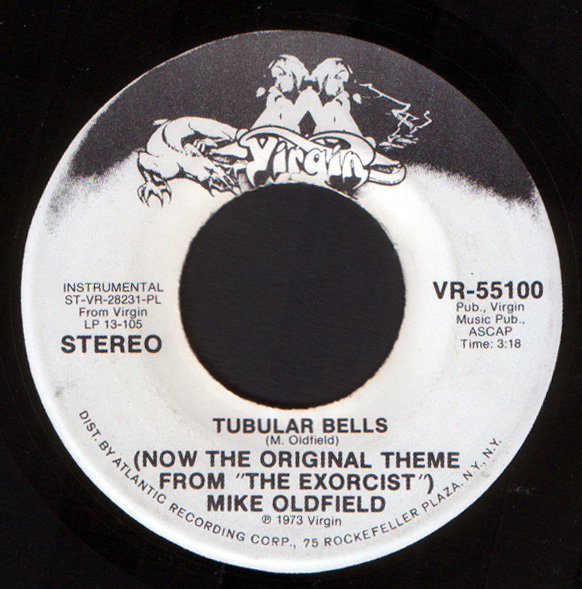 Virgin
INSTRUMENTAL
ST-VR-28231-PL
From Virgin
LP 13-105
STEREO
VR-55100
Pub., Virgin
Music Pub.,
ASCAP
Time: 3:18
TUBULAR BELLS
(M. Oldfield)
(NOW THE ORIGINAL THEME
FROM "THE EXORCIST")
MIKE OLDFIELD
℗ 1973 Virgin
DIST. BY ATLANTIC RECORDING CORP., 75 ROCKEFELLER PLAZA, N.Y., N.Y.